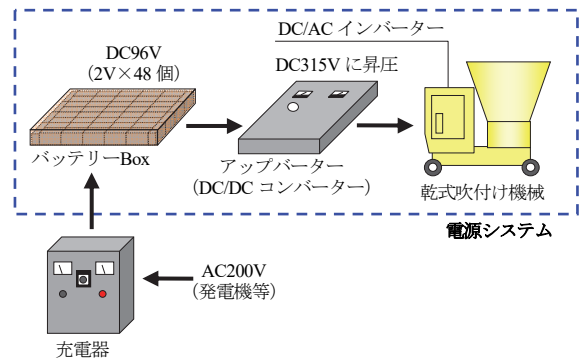 DC/AC インバーター
DC96V
（2V×48 個）
DC315V に昇圧
バッテリーBox
アップバーター
（DC/DC コンバーター）
乾式吹付け機械
電源システム
AC200V
（発電機等）
充電器